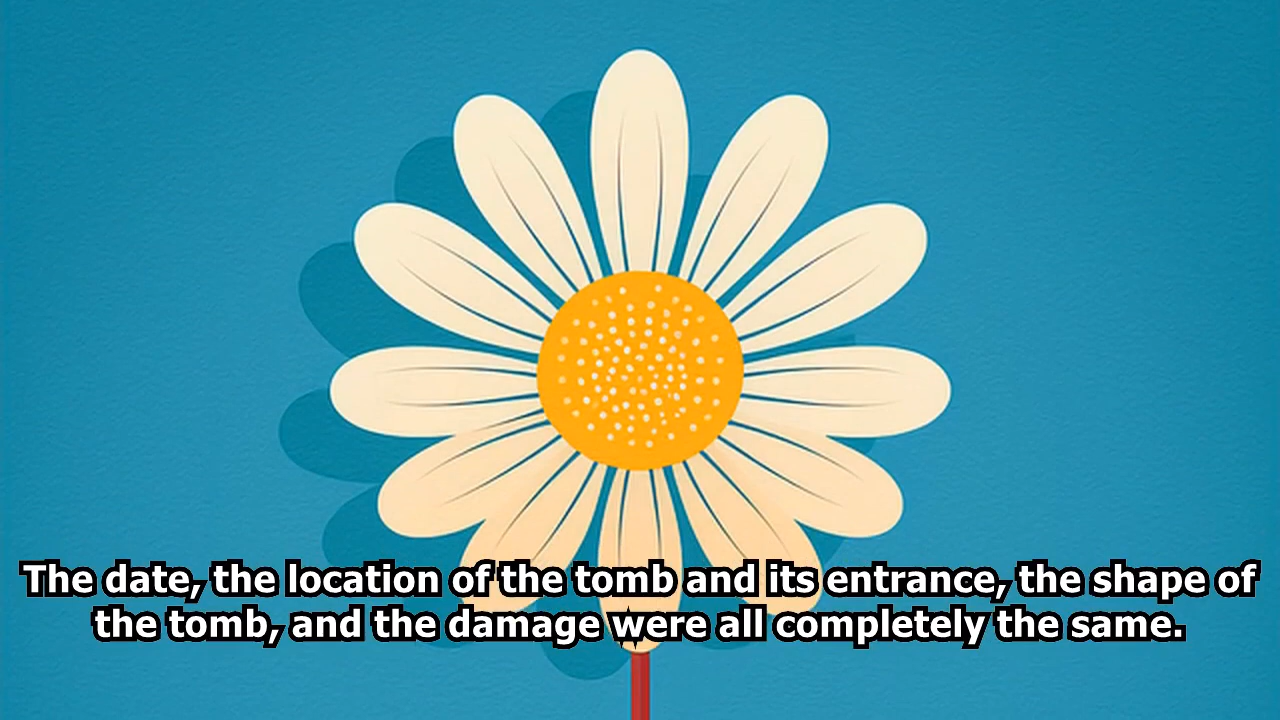 The date, the location of the tomb and its entrance, the shape of
the tomb, and the damage were all completely the same.